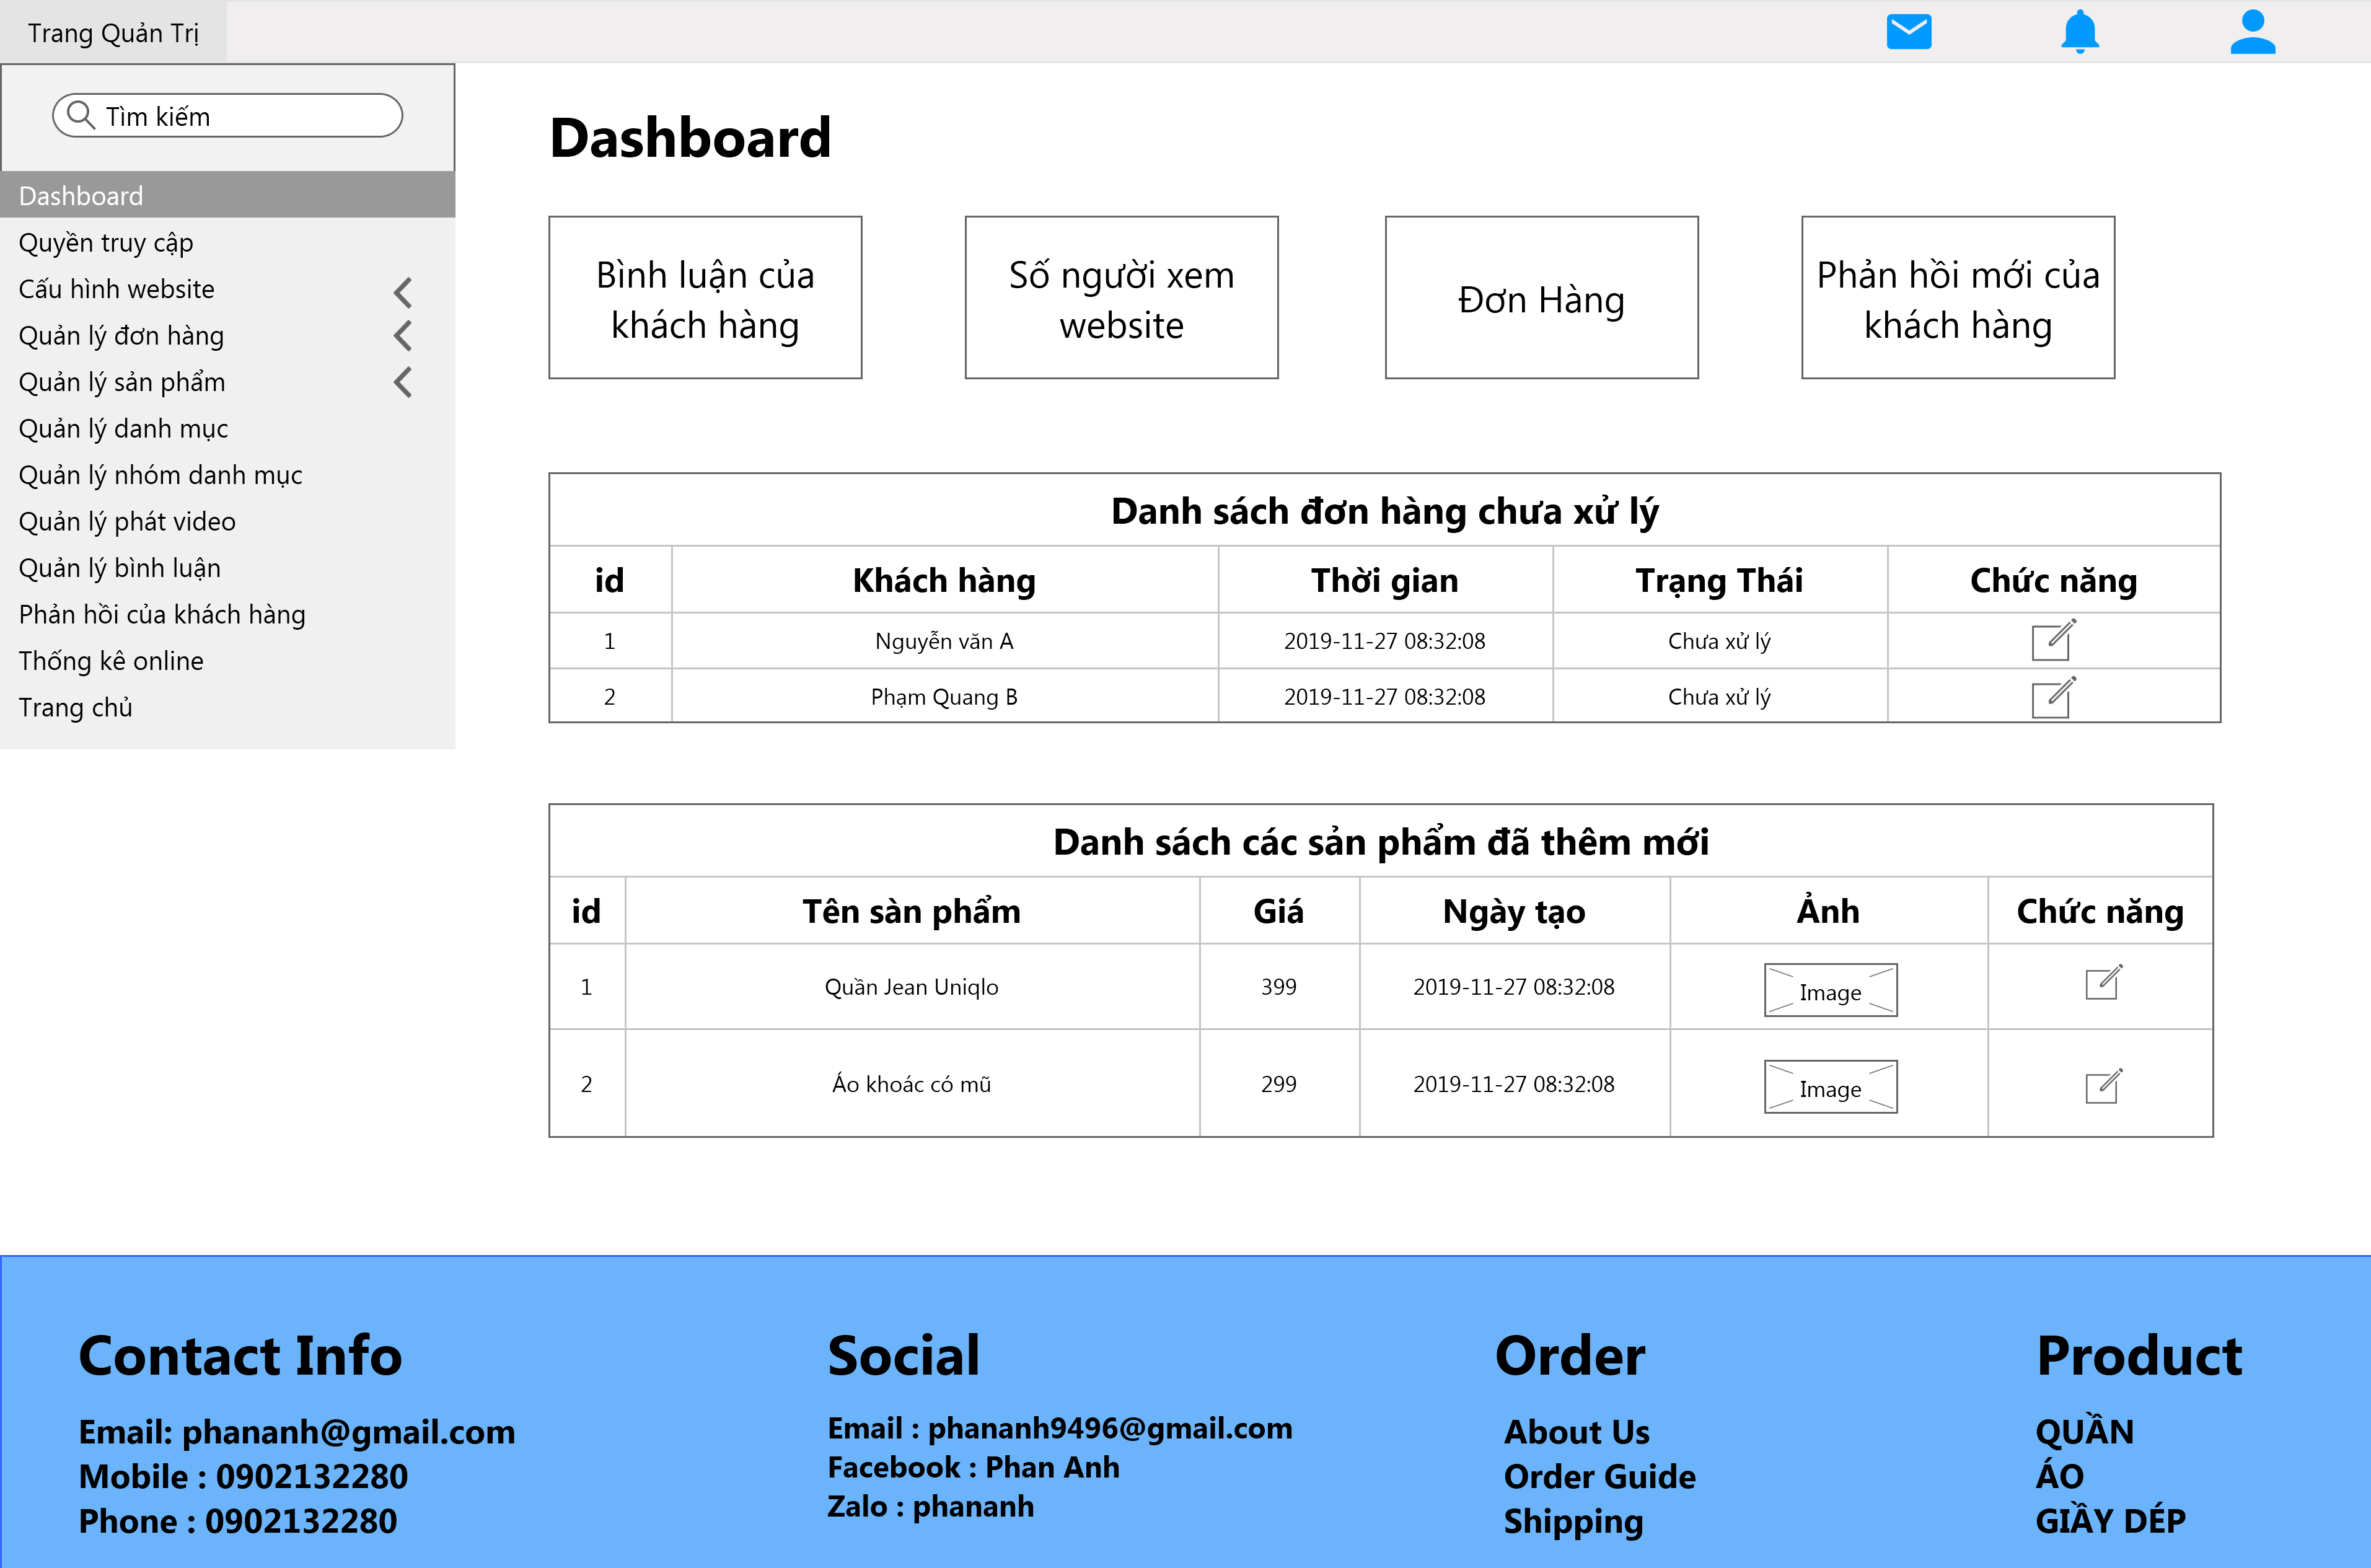 Trang Quản Trị
Tìm kiếm
Dashboard
Quyền truy cập
Cấu hình website
Quản lý đơn hàng
Quản lý sản phẩm
Quản lý danh mục
Quản lý nhóm danh mục
Quản lý phát video
Quản lý bình luận
Phản hồi của khách hàng
Thống kê online
Trang chủ
Dashboard
Bình luận của
khách hàng
Số người xem
website
Đơn Hàng
Phản hồi mới của
khách hàng
Danh sách đơn hàng chưa xử lý
id Khách hàng Thời gian Trạng Thái Chức năng
1 Nguyễn văn A 2019-11-27 08:32:08 Chưa xử lý
2 Phạm Quang B 2019-11-27 08:32:08 Chưa xử lý
Danh sách các sản phẩm đã thêm mới
id Tên sàn phẩm Giá Ngày tạo Ảnh Chức năng
1 Quần Jean Uniqlo 399 2019-11-27 08:32:08 Image
2 Áo khoác có mũ 299 2019-11-27 08:32:08 Image
Contact Info
Email: phananh@gmail.com
Mobile : 0902132280
Phone : 0902132280
Social
Email : phananh9496@gmail.com
Facebook : Phan Anh
Zalo : phananh
Order
About Us
Order Guide
Shipping
Product
QUẦN
ÁO
GIẦY DÉP